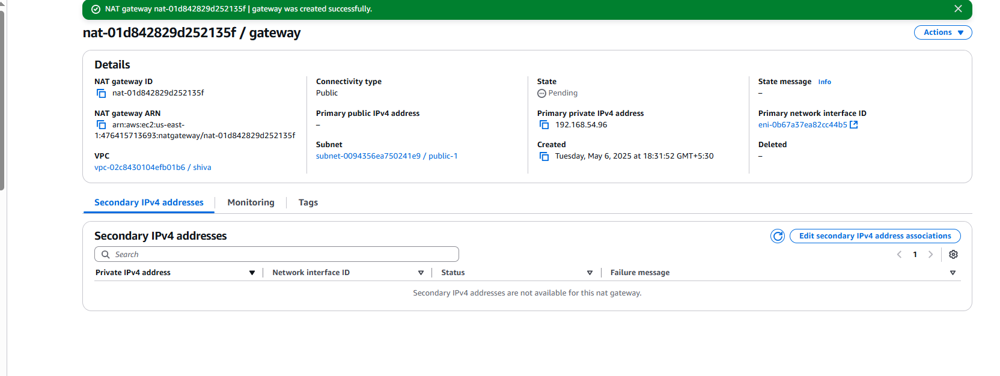 NAT gateway nat-01d842829d252135f | gateway was created successfully.
nat-01d842829d252135f / gateway
Actions
Details
NAT gateway ID
nat-01d842829d252135f
Connectivity type
Public
State
Pending
State message Info
–
NAT gateway ARN
arn:aws:ec2:us-east-
1:476415713693:natgateway/nat-01d842829d252135f
Primary public IPv4 address
–
Primary private IPv4 address
192.168.54.96
Primary network interface ID
eni-0b67a37ea82cc44b5
VPC
vpc-02c8430104efb01b6 / shiva
Subnet
subnet-0094356ea750241e9 / public-1
Created
Tuesday, May 6, 2025 at 18:31:52 GMT+5:30
Deleted
–
Secondary IPv4 addresses
Monitoring
Tags
Secondary IPv4 addresses
Edit secondary IPv4 address associations
Search
1
Private IPv4 address
Network interface ID
Status
Failure message
Secondary IPv4 addresses are not available for this nat gateway.